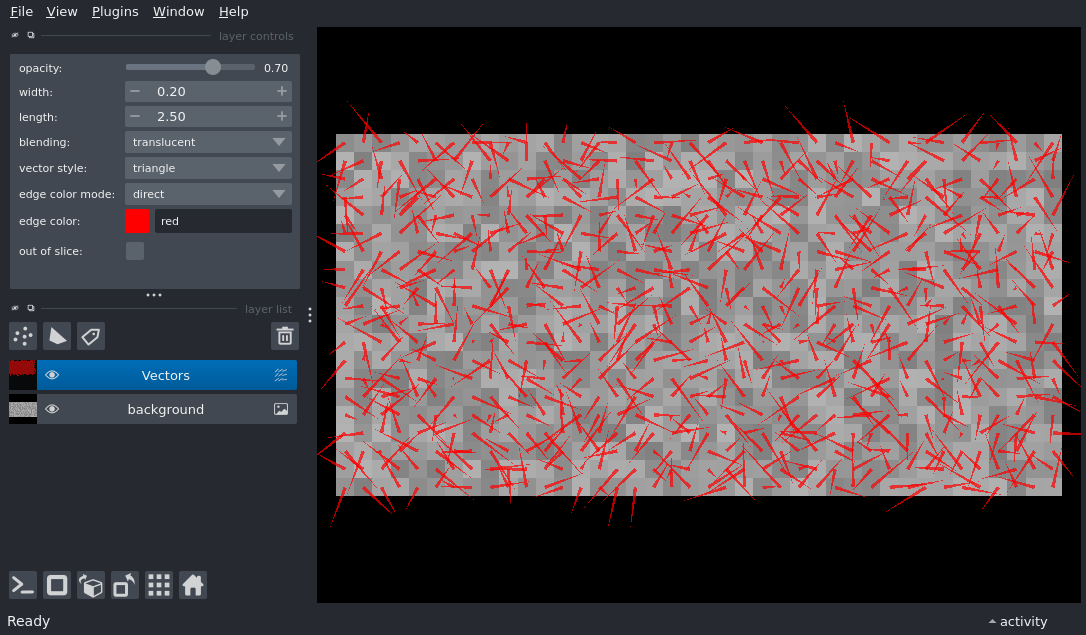 File View Plugins Window Help
layer controls
opacity: 0.70
width: 0.20
length: 2.50
blending: translucent
vector style: triangle
edge color mode: direct
edge color: red
out of slice:
layer list
Vectors
background
Ready activity